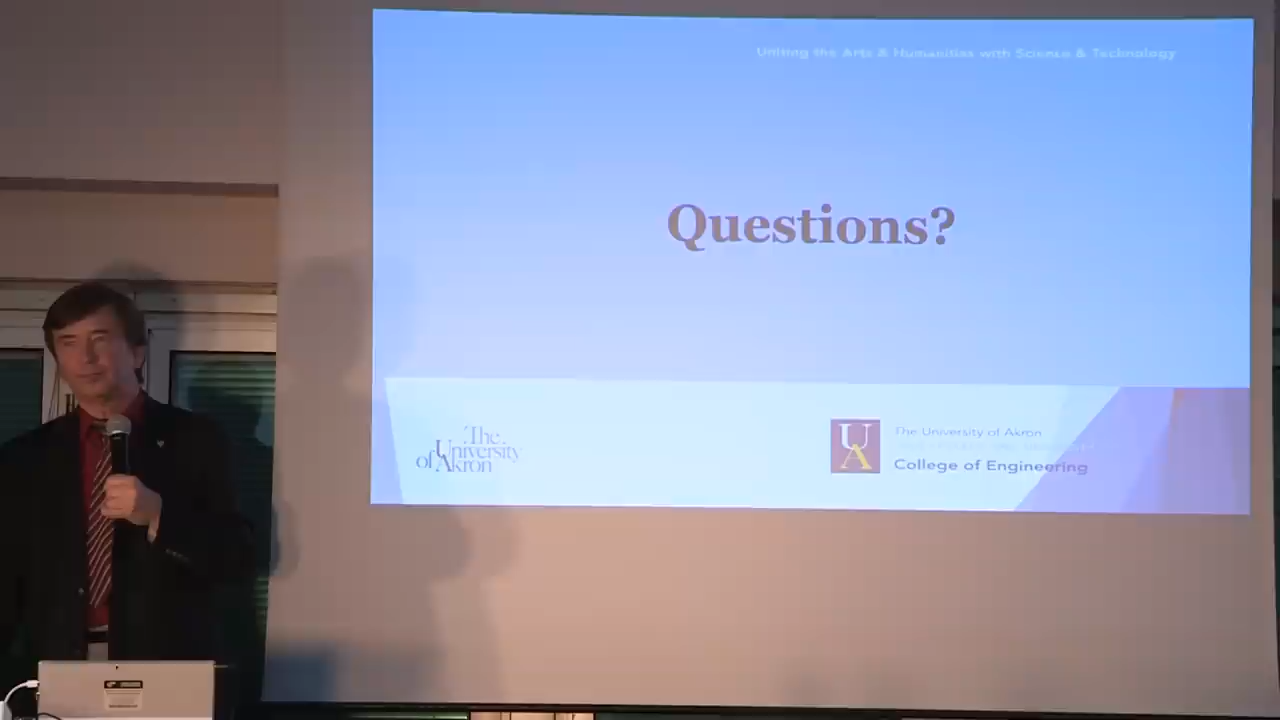 Uniting the Arts & Humanities with Science & Technology
Questions?
The
University
of Akron
UA
The University of Akron
College of Engineering